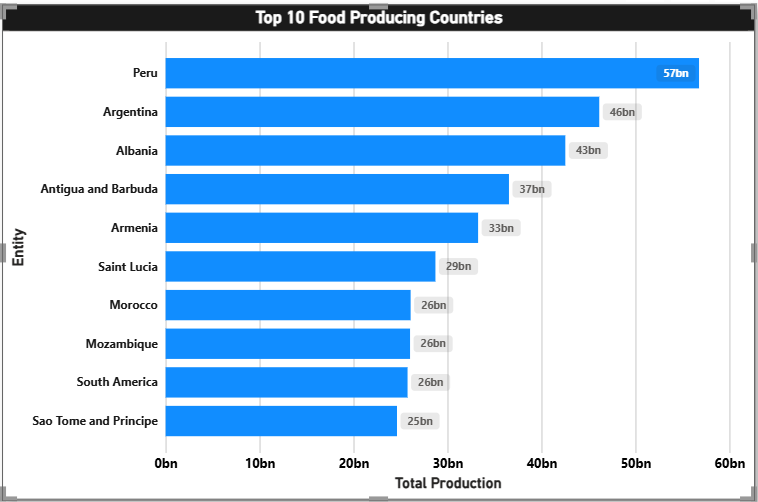 Top 10 Food Producing Countries
Peru 57bn
Argentina 46bn
Albania 43bn
Antigua and Barbuda 37bn
Armenia 33bn
Entity
Saint Lucia 29bn
Morocco 26bn
Mozambique 26bn
South America 26bn
Sao Tome and Principe 25bn
0bn 10bn 20bn 30bn 40bn 50bn 60bn
Total Production